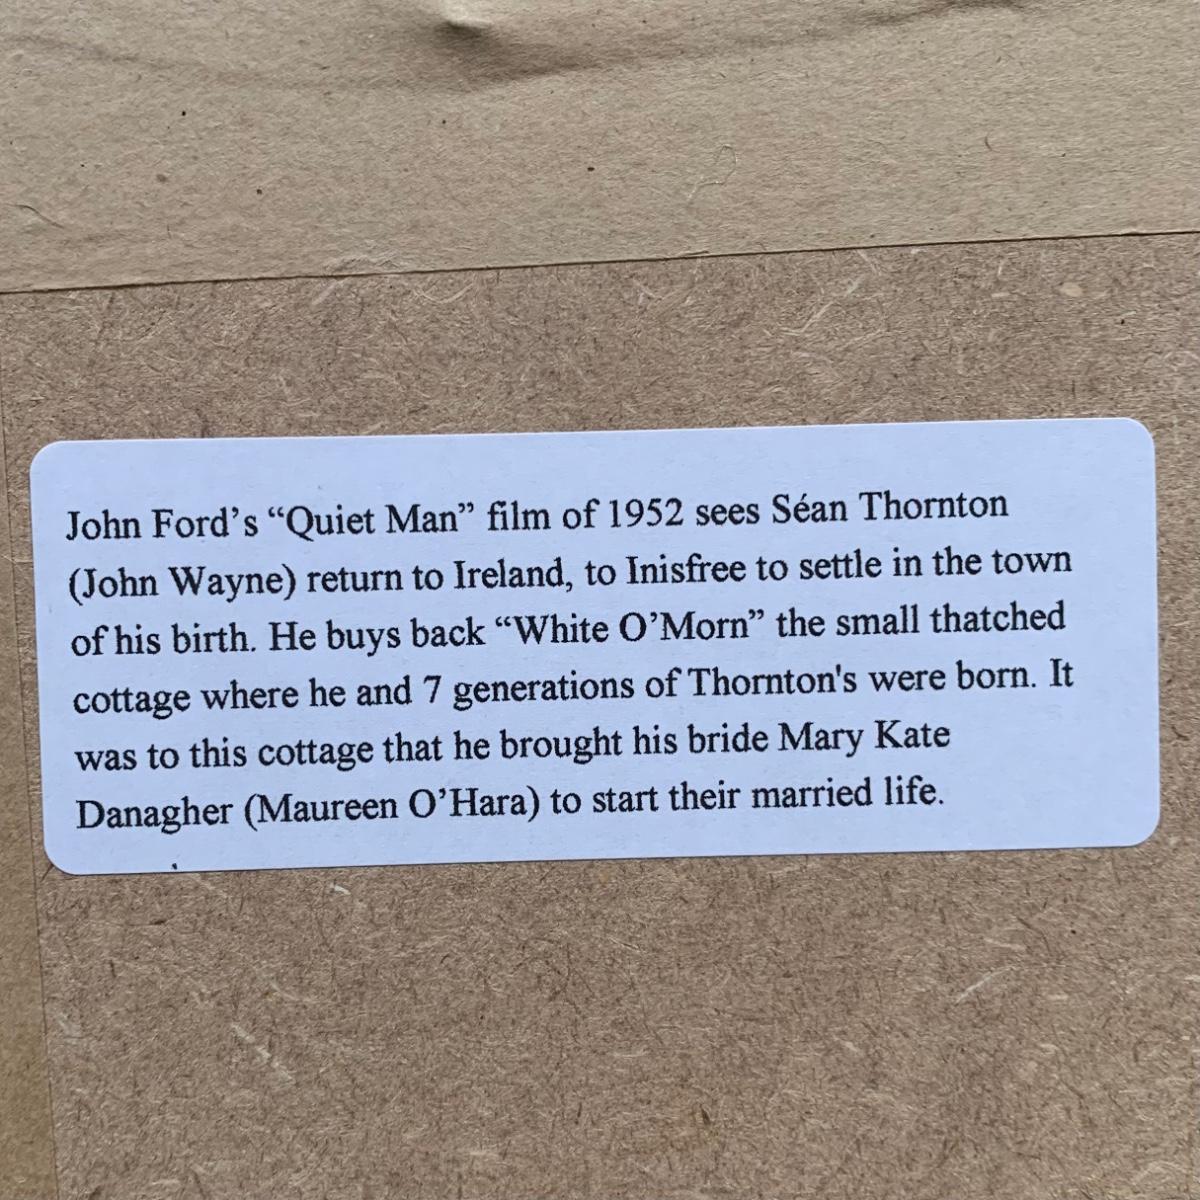 John Ford’s “Quiet Man” film of 1952 sees Séan Thornton
(John Wayne) return to Ireland, to Inisfree to settle in the town
of his birth. He buys back “White O’Morn” the small thatched
cottage where he and 7 generations of Thornton's were born. It
was to this cottage that he brought his bride Mary Kate
Danagher (Maureen O’Hara) to start their married life.